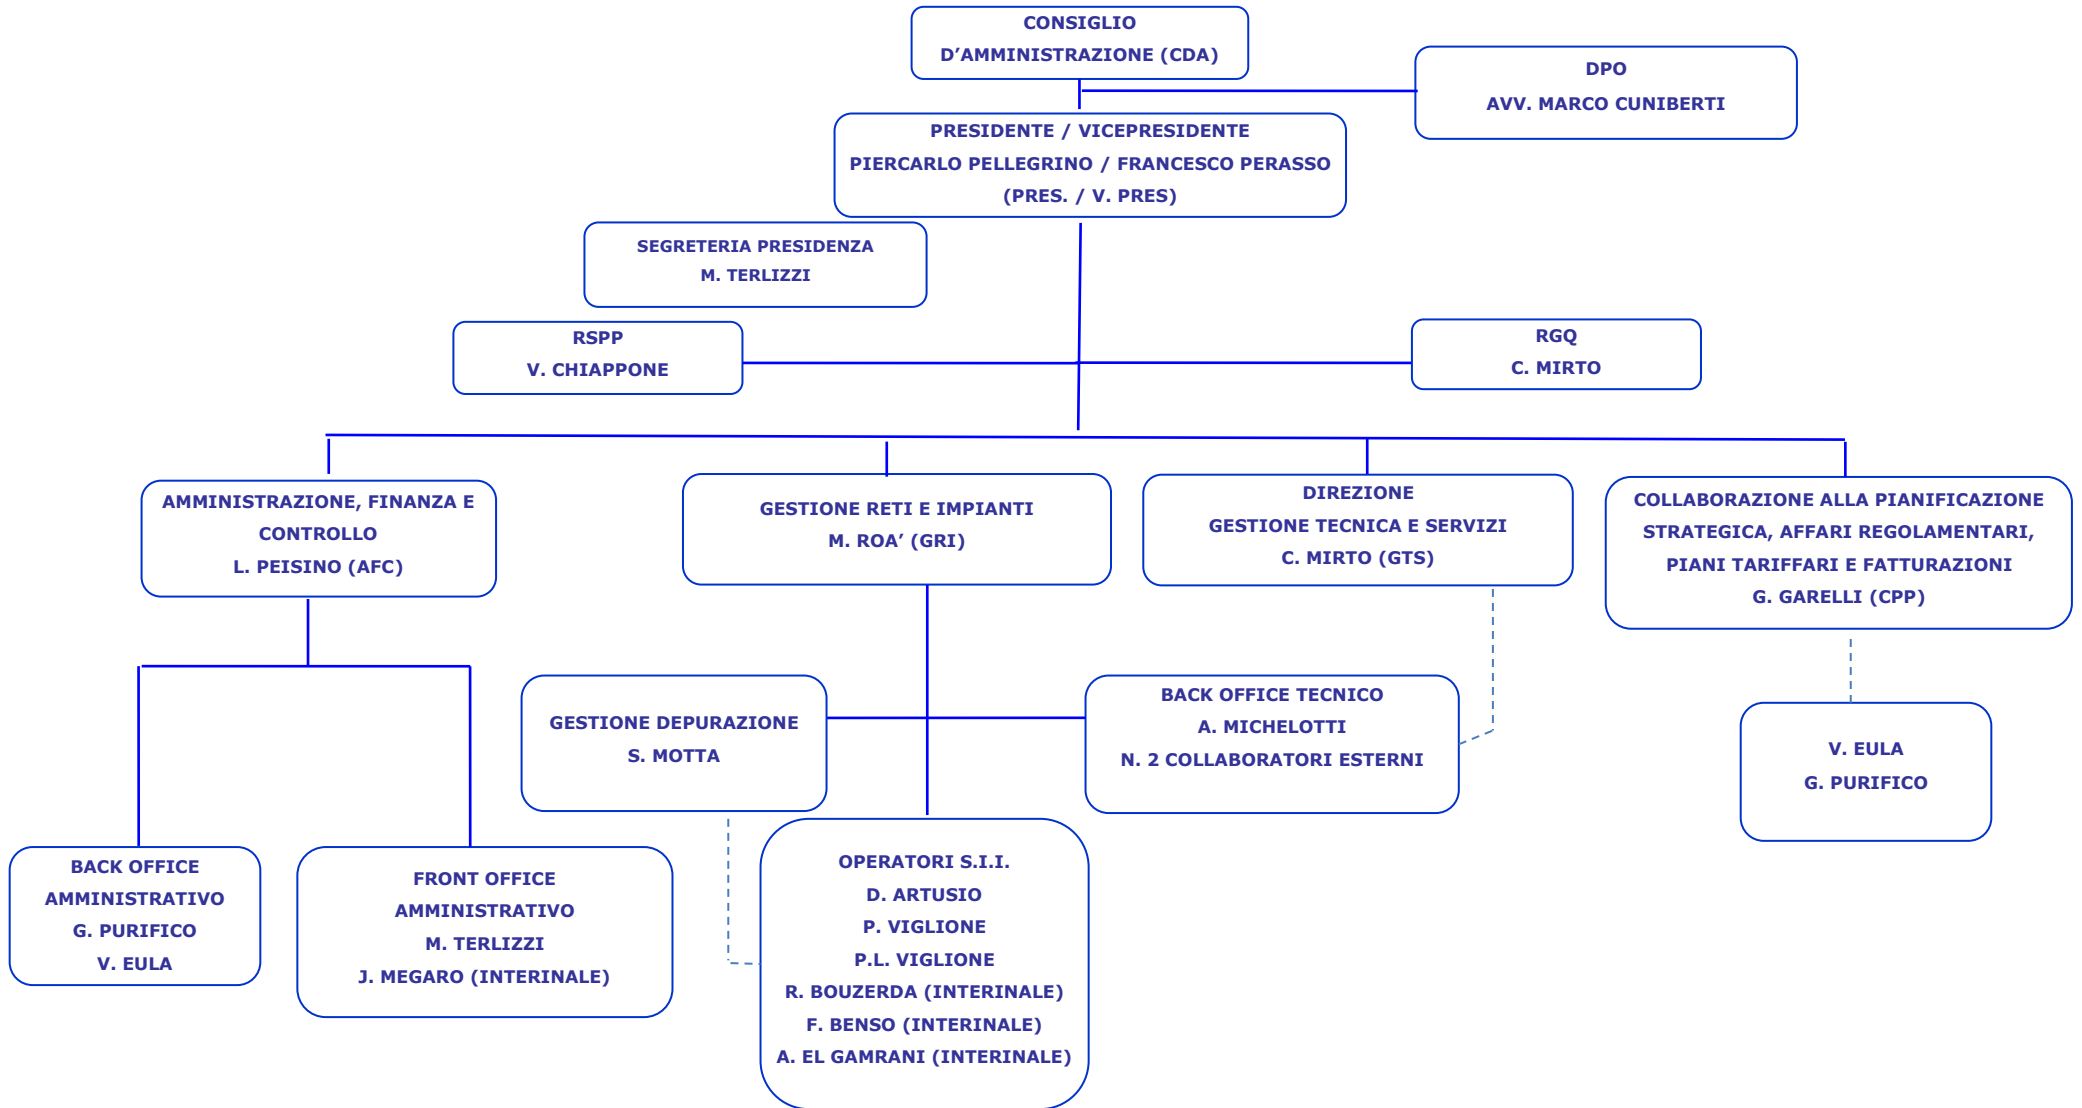 CONSIGLIO
D’AMMINISTRAZIONE (CDA)
DPO
AVV. MARCO CUNIBERTI
PRESIDENTE / VICEPRESIDENTE
PIERCARLO PELLEGRINO / FRANCESCO PERASSO
(PRES. / V. PRES)
SEGRETERIA PRESIDENZA
M. TERLIZZI
RSPP
V. CHIAPPONE
RGQ
C. MIRTO
AMMINISTRAZIONE, FINANZA E
CONTROLLO
L. PEISINO (AFC)
GESTIONE RETI E IMPIANTI
M. ROA’ (GRI)
DIREZIONE
GESTIONE TECNICA E SERVIZI
C. MIRTO (GTS)
COLLABORAZIONE ALLA PIANIFICAZIONE
STRATEGICA, AFFARI REGOLAMENTARI,
PIANI TARIFFARI E FATTURAZIONI
G. GARELLI (CPP)
GESTIONE DEPURAZIONE
S. MOTTA
BACK OFFICE TECNICO
A. MICHELOTTI
N. 2 COLLABORATORI ESTERNI
V. EULA
G. PURIFICO
BACK OFFICE
AMMINISTRATIVO
G. PURIFICO
V. EULA
FRONT OFFICE
AMMINISTRATIVO
M. TERLIZZI
J. MEGARO (INTERINALE)
OPERATORI S.I.I.
D. ARTUSIO
P. VIGLIONE
P.L. VIGLIONE
R. BOUZERDA (INTERINALE)
F. BENSO (INTERINALE)
A. EL GAMRANI (INTERINALE)